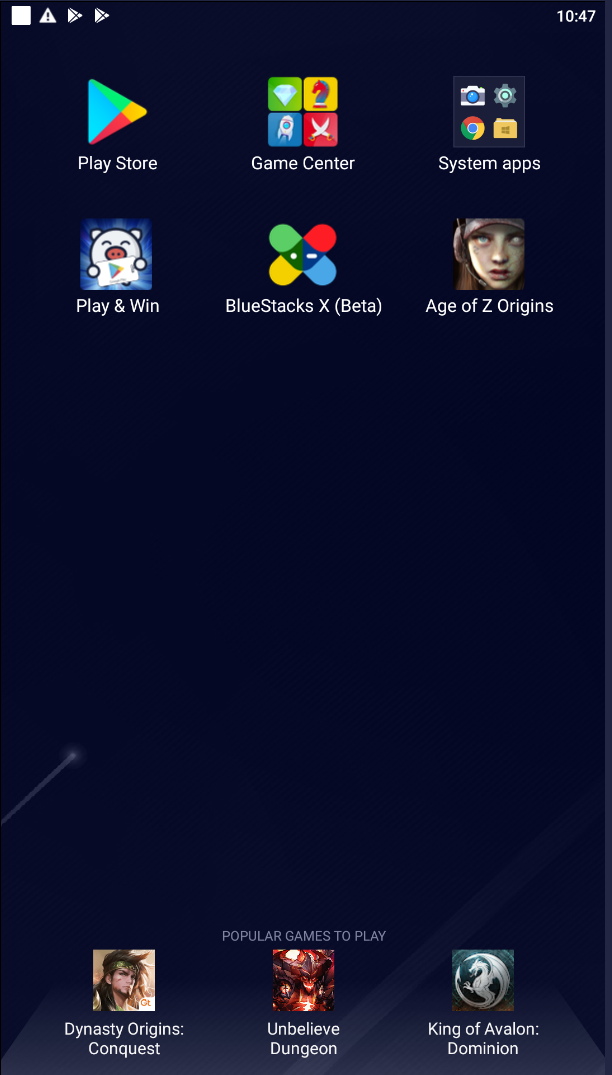 10:47
Play Store
Game Center
System apps
Play & Win
BlueStacks X (Beta)
Age of Z Origins
POPULAR GAMES TO PLAY
Gt
Dynasty Origins:
Conquest
Unbelieve
Dungeon
King of Avalon:
Dominion